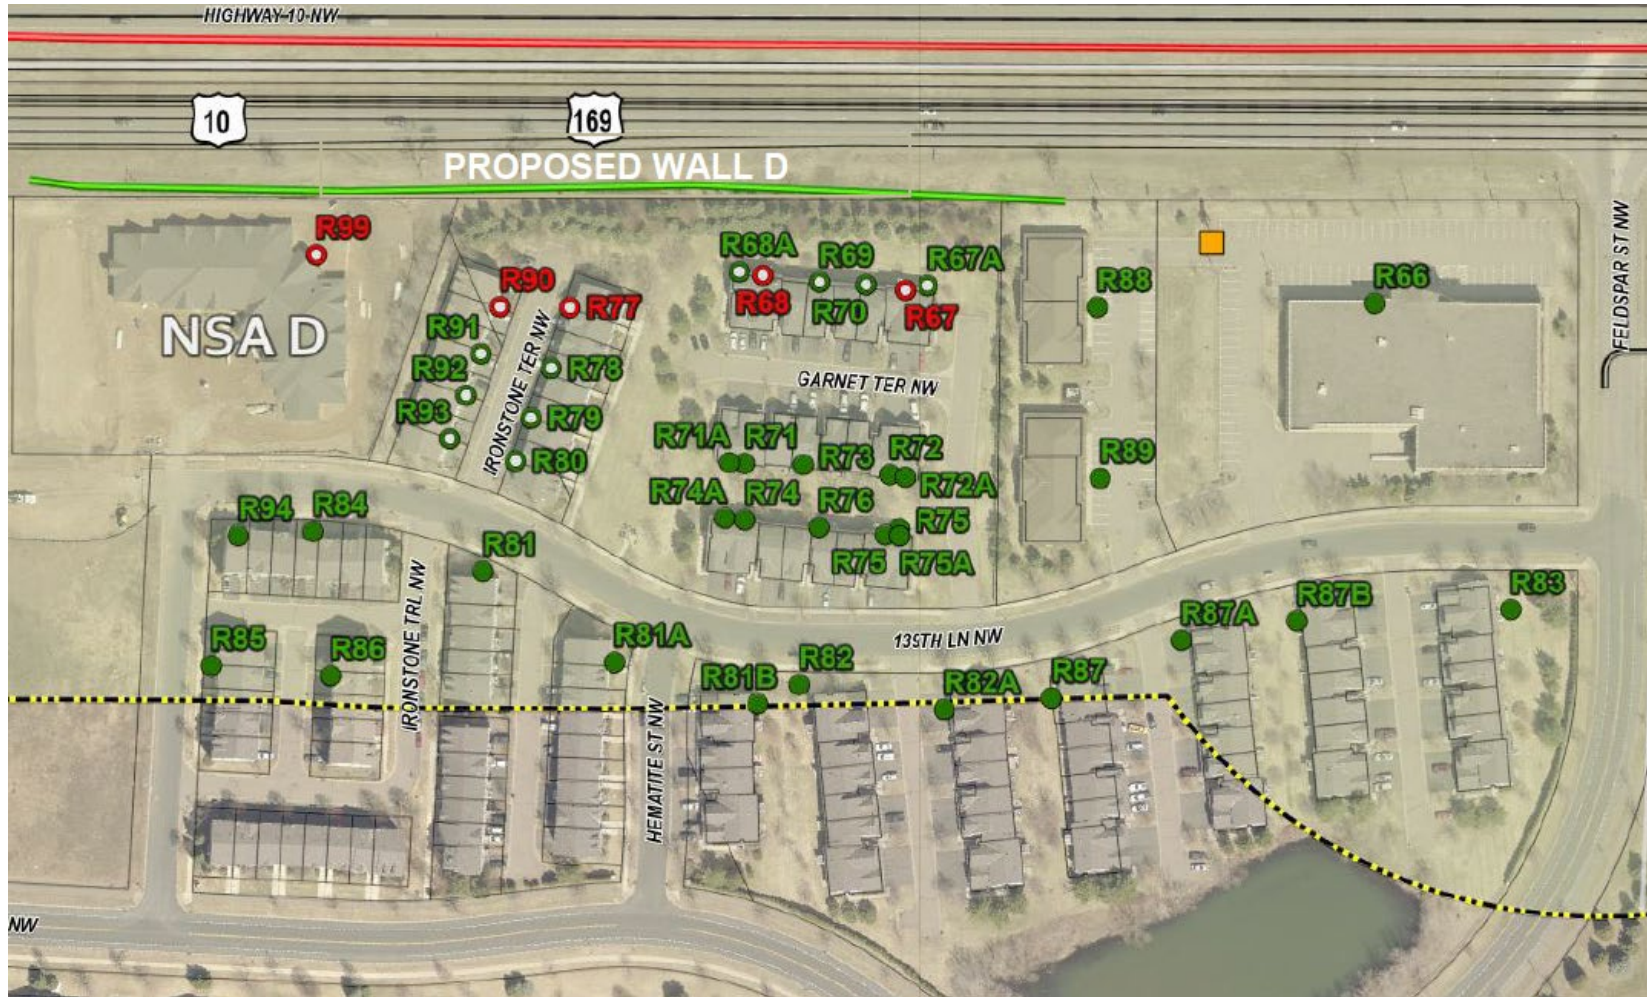 HIGHWAY 10 NW
10
169
PROPOSED WALL D
FELDSPAR ST NW
R99
R68A
R69
R67A
R88
R66
R90
R77
R68
R70
R67
NSA D
R91
R92
R78
GARNET TER NW
R93
R79
IRONSTONE TER NW
R80
R71A
R71
R73
R72
R89
R72A
R74A
R74
R76
R75
R94
R84
R81
R75
R75A
IRONSTONE TRL NW
R85
R86
R81A
139TH LN NW
R87A
R87B
R83
R81B
R82
R82A
R87
HEMATITE ST NW
NW